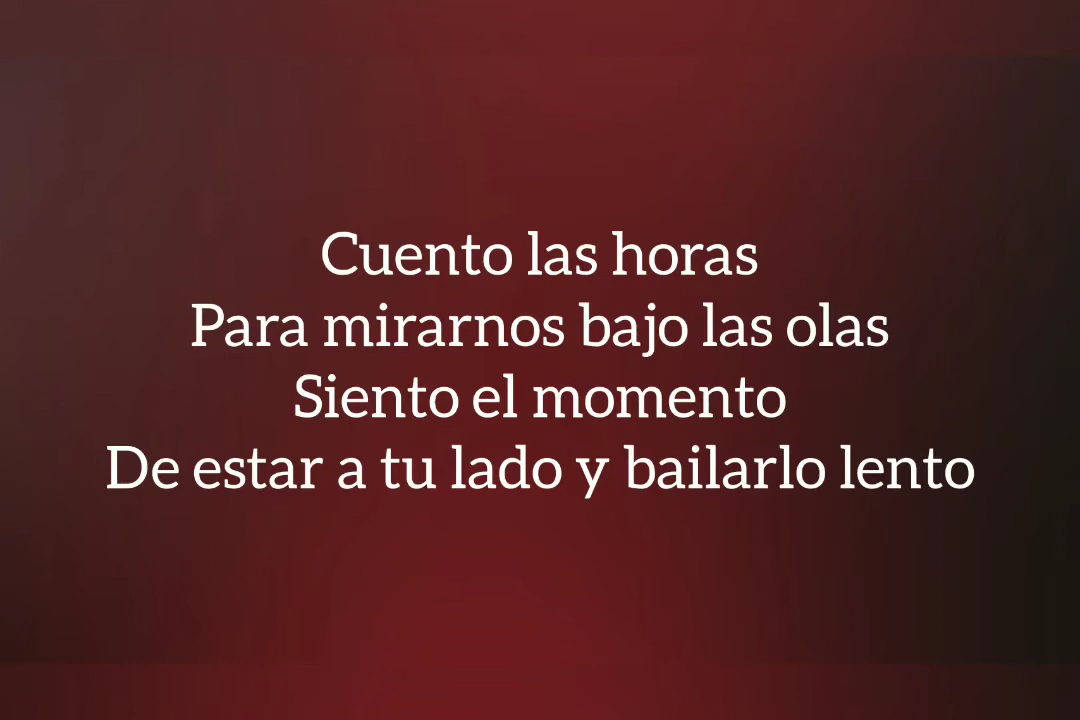 Cuento las horas
Para mirarnos bajo las olas
Siento el momento
De estar a tu lado y bailarlo lento